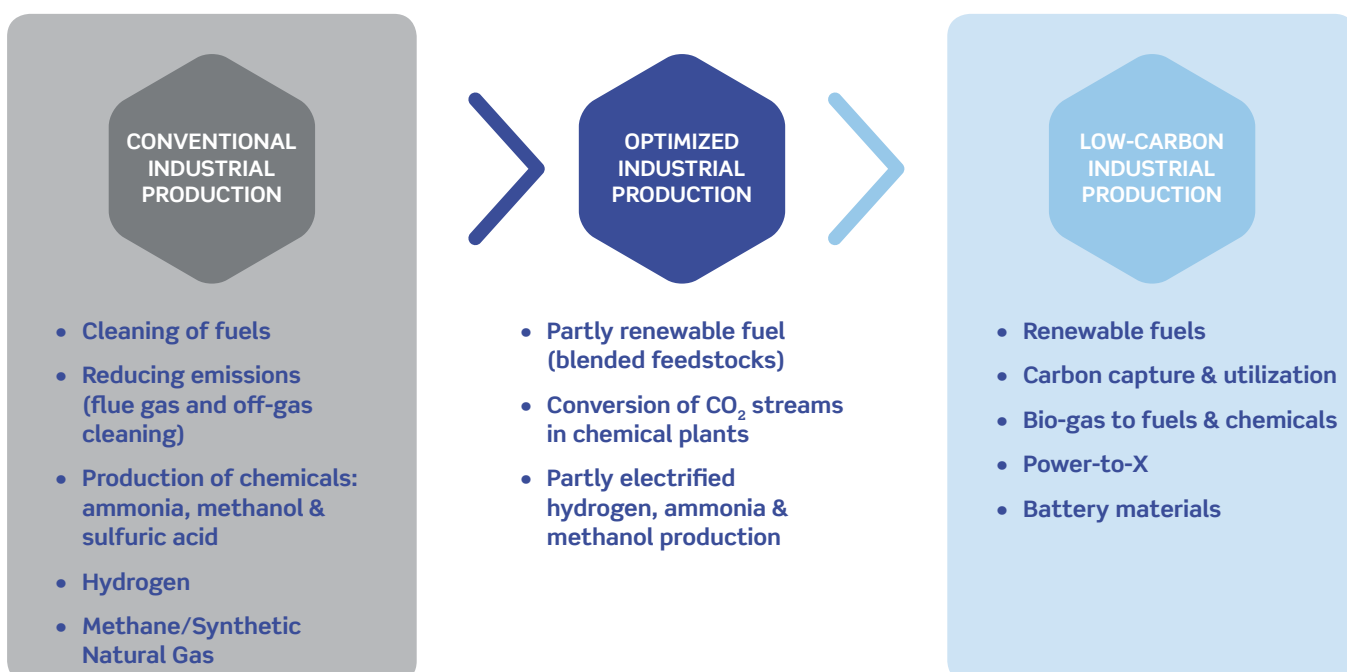 CONVENTIONAL
INDUSTRIAL
PRODUCTION
• Cleaning of fuels
• Reducing emissions
(flue gas and off-gas
cleaning)
• Production of chemicals:
ammonia, methanol &
sulfuric acid
• Hydrogen
• Methane/Synthetic
Natural Gas
OPTIMIZED
INDUSTRIAL
PRODUCTION
• Partly renewable fuel
(blended feedstocks)
• Conversion of CO₂ streams
in chemical plants
• Partly electrified
hydrogen, ammonia &
methanol production
LOW-CARBON
INDUSTRIAL
PRODUCTION
• Renewable fuels
• Carbon capture & utilization
• Bio-gas to fuels & chemicals
• Power-to-X
• Battery materials